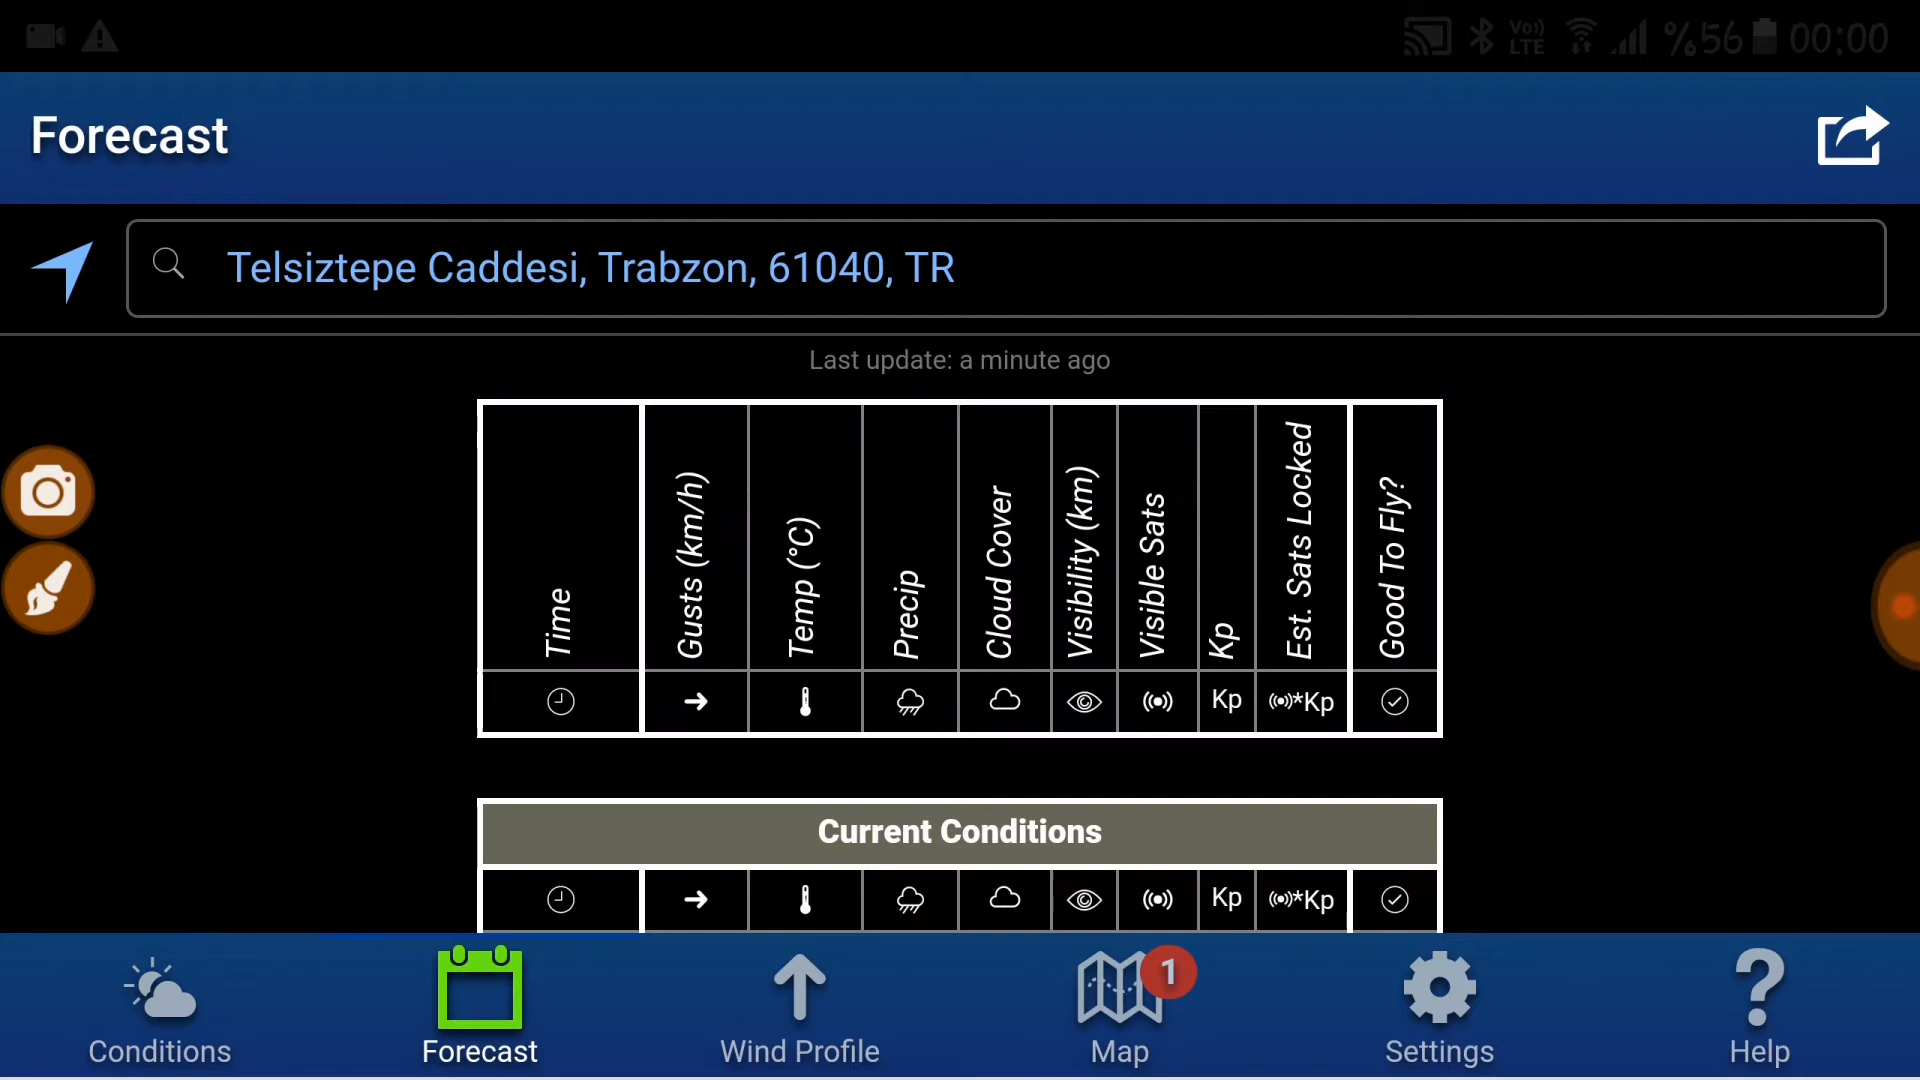 Vo))
LTE
%56
00:00
Forecast
Telsiztepe Caddesi, Trabzon, 61040, TR
Last update: a minute ago
Time
Gusts (km/h)
Temp (°C)
Precip
Cloud Cover
Visibility (km)
Visible Sats
Kp
Est. Sats Locked
Good To Fly?
Kp
*Kp
Current Conditions
Kp
*Kp
1
Conditions
Forecast
Wind Profile
Map
Settings
Help